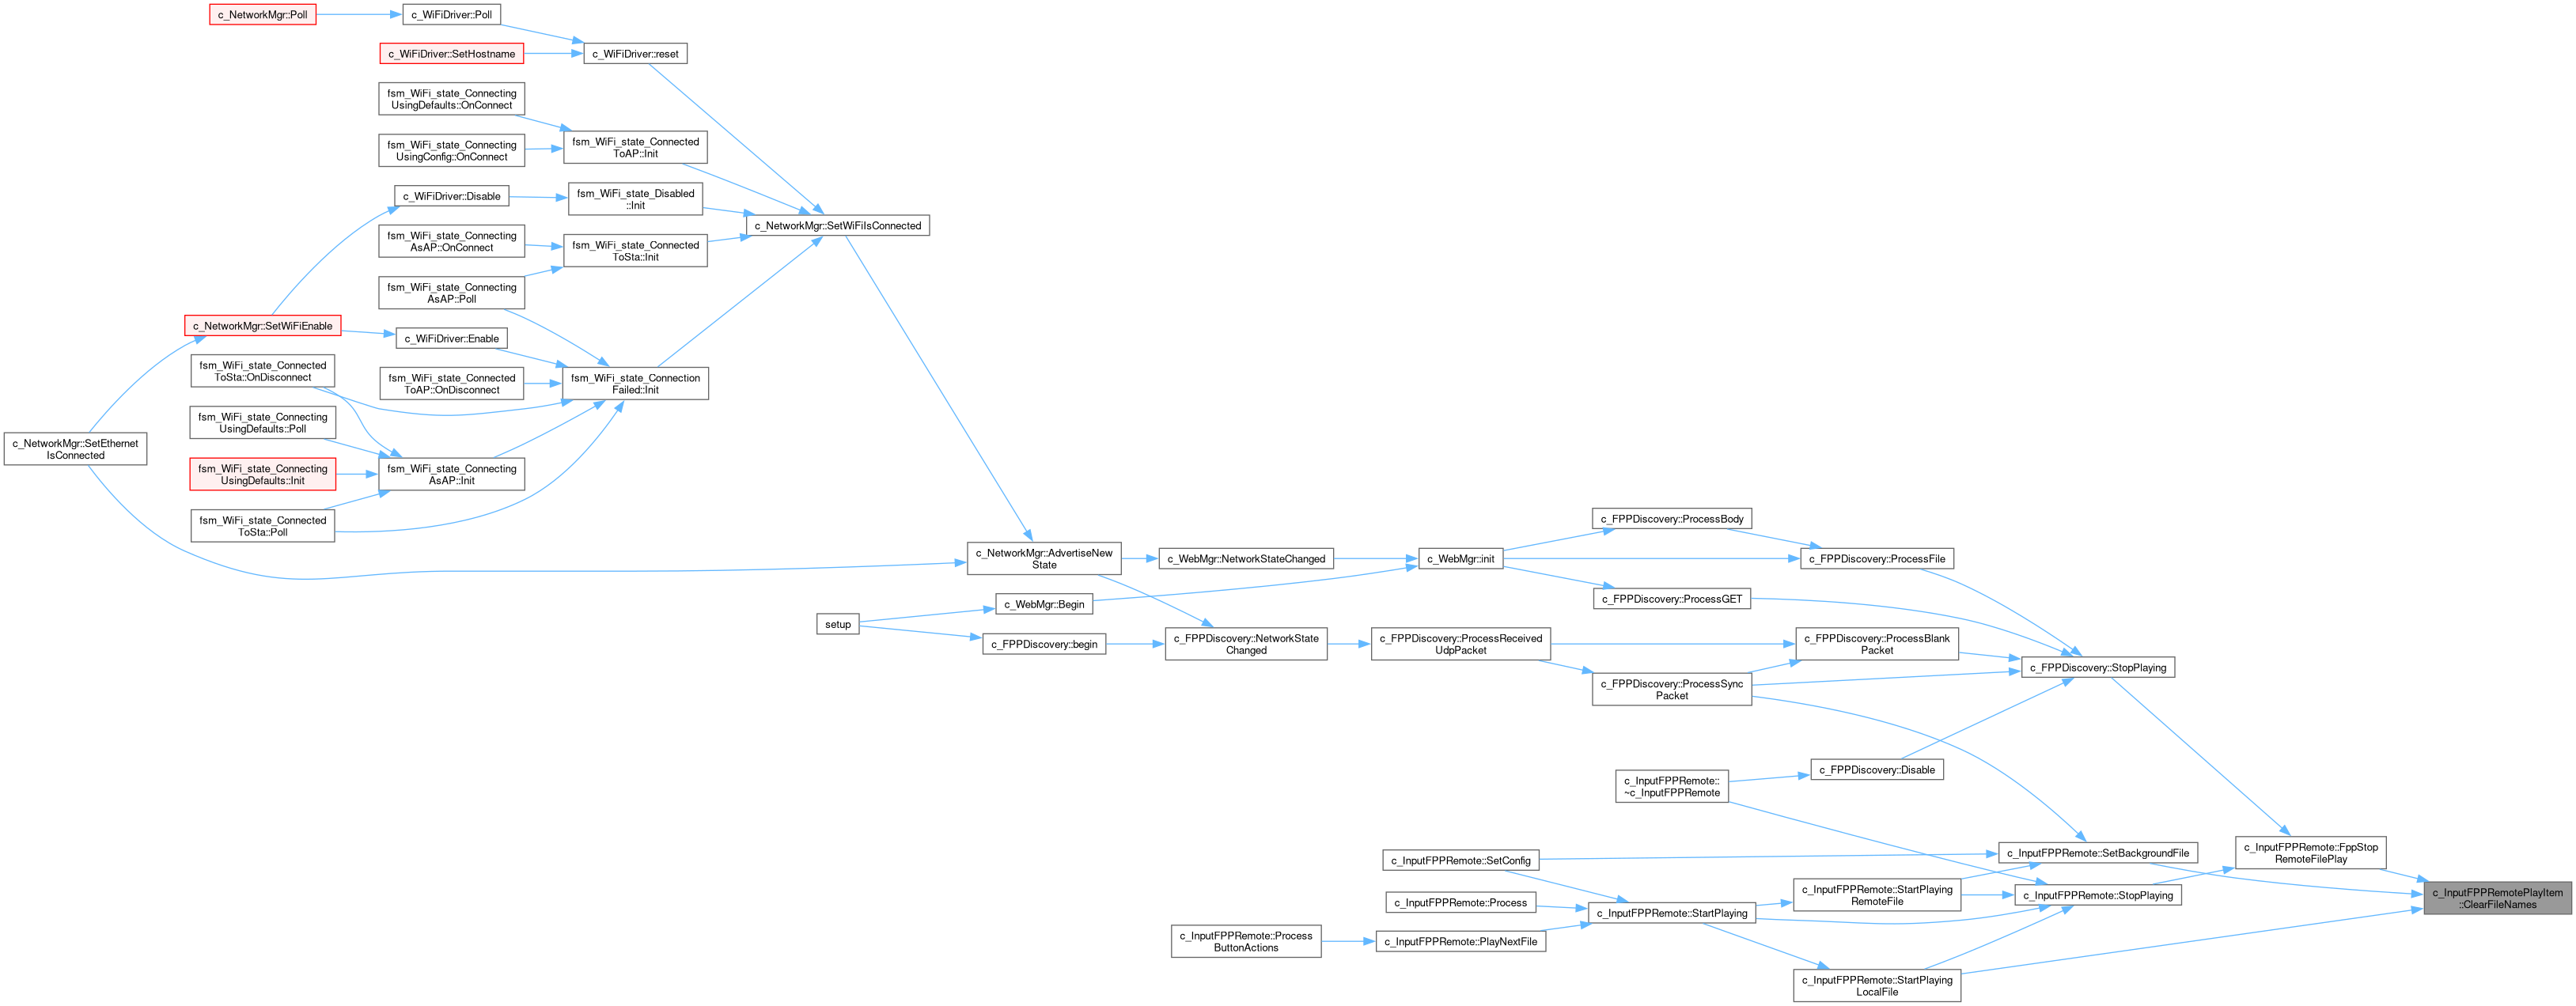 c_NetworkMgr::Poll
c_WiFiDriver::Poll
c_WiFiDriver::SetHostname
c_WiFiDriver::reset
fsm_WiFi_state_Connecting
UsingDefaults::OnConnect
fsm_WiFi_state_Connecting
UsingConfig::OnConnect
fsm_WiFi_state_Connected
ToAP::Init
c_WiFiDriver::Disable
fsm_WiFi_state_Disabled
::Init
c_NetworkMgr::SetWiFiIsConnected
fsm_WiFi_state_Connecting
AsAP::OnConnect
fsm_WiFi_state_Connected
ToSta::Init
fsm_WiFi_state_Connecting
AsAP::Poll
c_NetworkMgr::SetWiFiEnable
c_WiFiDriver::Enable
fsm_WiFi_state_Connected
ToSta::OnDisconnect
fsm_WiFi_state_Connected
ToAP::OnDisconnect
fsm_WiFi_state_Connection
Failed::Init
fsm_WiFi_state_Connecting
UsingDefaults::Poll
c_NetworkMgr::SetEthernet
IsConnected
fsm_WiFi_state_Connecting
UsingDefaults::Init
fsm_WiFi_state_Connecting
AsAP::Init
fsm_WiFi_state_Connected
ToSta::Poll
c_NetworkMgr::AdvertiseNew
State
c_WebMgr::NetworkStateChanged
c_WebMgr::init
c_FPPDiscovery::ProcessBody
c_FPPDiscovery::ProcessFile
c_FPPDiscovery::ProcessGET
setup
c_WebMgr::Begin
c_FPPDiscovery::begin
c_FPPDiscovery::NetworkState
Changed
c_FPPDiscovery::ProcessReceived
UdpPacket
c_FPPDiscovery::ProcessBlank
Packet
c_FPPDiscovery::StopPlaying
c_FPPDiscovery::ProcessSync
Packet
c_FPPDiscovery::Disable
c_InputFPPRemote::
~c_InputFPPRemote
c_InputFPPRemote::SetConfig
c_InputFPPRemote::SetBackgroundFile
c_InputFPPRemote::FppStop
RemoteFilePlay
c_InputFPPRemote::Process
c_InputFPPRemote::StartPlaying
RemoteFile
c_InputFPPRemote::StopPlaying
c_InputFPPRemotePlayItem
::ClearFileNames
c_InputFPPRemote::StartPlaying
c_InputFPPRemote::Process
ButtonActions
c_InputFPPRemote::PlayNextFile
c_InputFPPRemote::StartPlaying
LocalFile